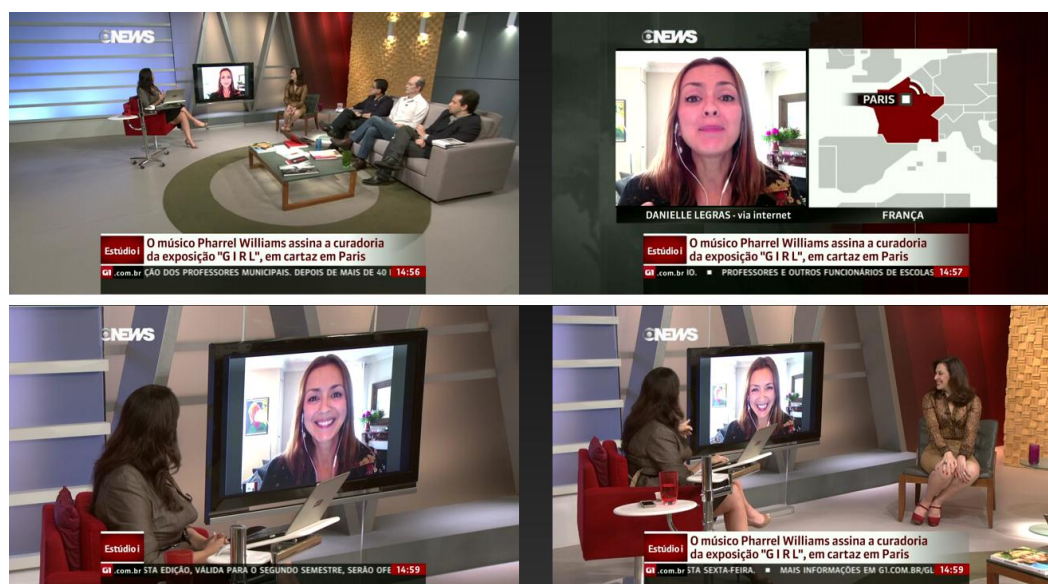 NEWS
Estúdio i
O músico Pharrel Williams assina a curadoria
da exposição "G I R L", em cartaz em Paris
G1 .com.br ÇÃO DOS PROFESSORES MUNICIPAIS. DEPOIS DE MAIS DE 40 14:56
NEWS
PARIS
DANIELLE LEGRAS - via internet
FRANÇA
Estúdio i
O músico Pharrel Williams assina a curadoria
da exposição "G I R L", em cartaz em Paris
G1 .com.br IO. ■ PROFESSORES E OUTROS FUNCIONÁRIOS DE ESCOLAS 14:57
NEWS
Estúdio i
G1 .com.br STA EDIÇÃO, VÁLIDA PARA O SEGUNDO SEMESTRE, SERÃO OFE 14:59
NEWS
Estúdio i
O músico Pharrel Williams assina a curadoria
da exposição "G I R L", em cartaz em Paris
G1 .com.br STA SEXTA-FEIRA. ■ MAIS INFORMAÇÕES EM G1.COM.BR/GL 14:59